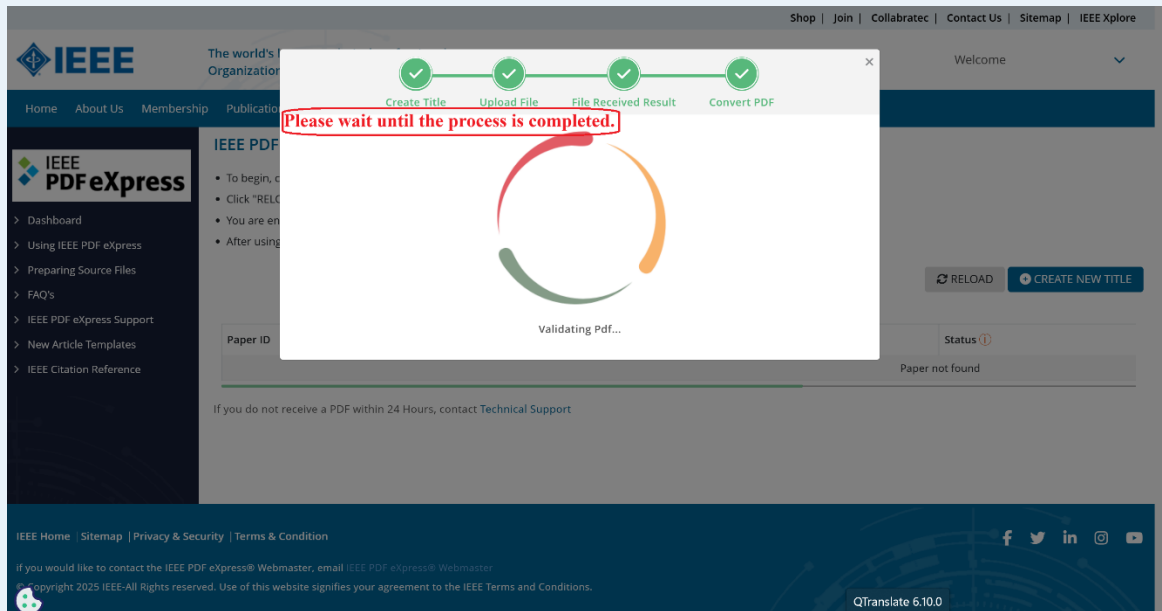 Shop | Join | Collabratec | Contact Us | Sitemap | IEEE Xplore
IEEE
The world's l
Organization
Welcome
Home About Us Membership Publicatio
Create Title Upload File File Received Result Convert PDF
Please wait until the process is completed.
IEEE
PDF eXpress
IEEE PDF
• To begin, c
• Click "RELO
• You are en
• After using
> Dashboard
> Using IEEE PDF eXpress
> Preparing Source Files
> FAQ's
> IEEE PDF eXpress Support
> New Article Templates
> IEEE Citation Reference
RELOAD
CREATE NEW TITLE
Validating Pdf...
Paper ID
Status
Paper not found
If you do not receive a PDF within 24 Hours, contact Technical Support
IEEE Home | Sitemap | Privacy & Security | Terms & Condition
if you would like to contact the IEEE PDF eXpress® Webmaster, email IEEE PDF eXpress® Webmaster
© Copyright 2025 IEEE-All Rights reserved. Use of this website signifies your agreement to the IEEE Terms and Conditions.
QTranslate 6.10.0